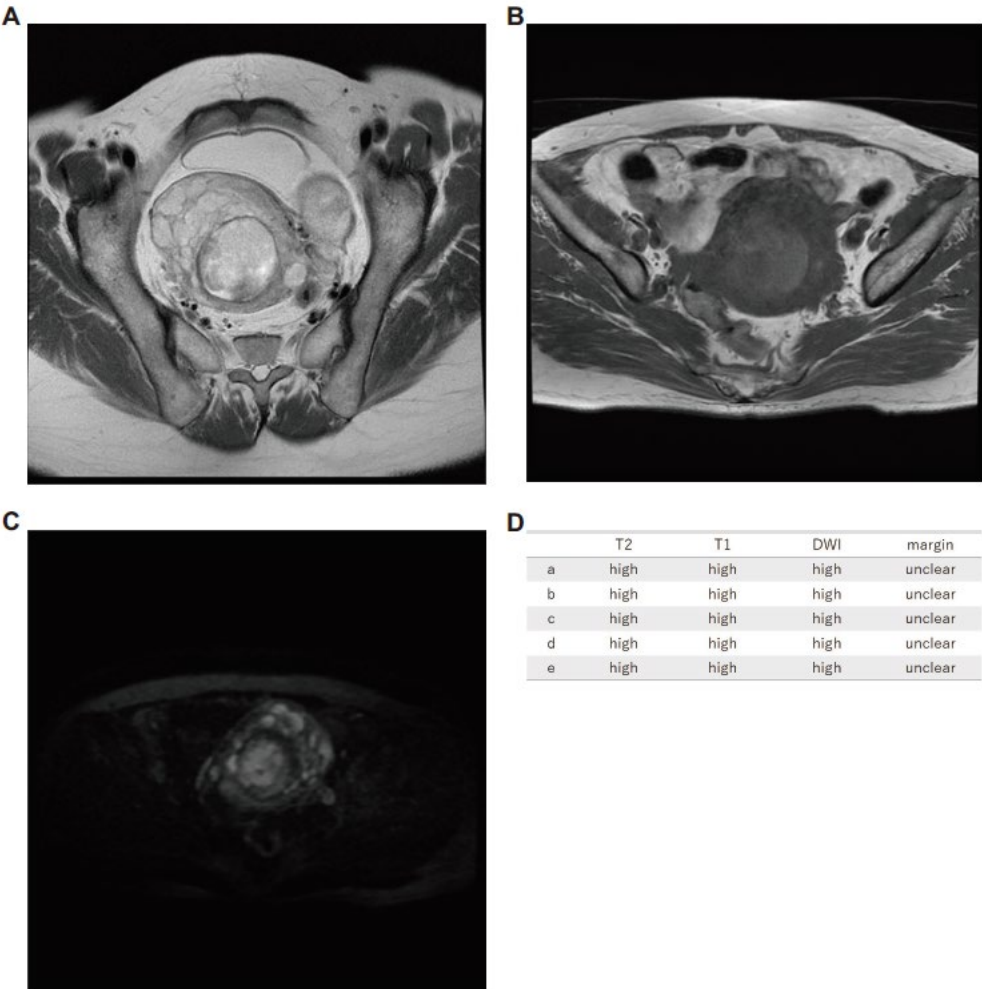 A
B
C
D
T2 T1 DWI margin
a high high high unclear
b high high high unclear
c high high high unclear
d high high high unclear
e high high high unclear